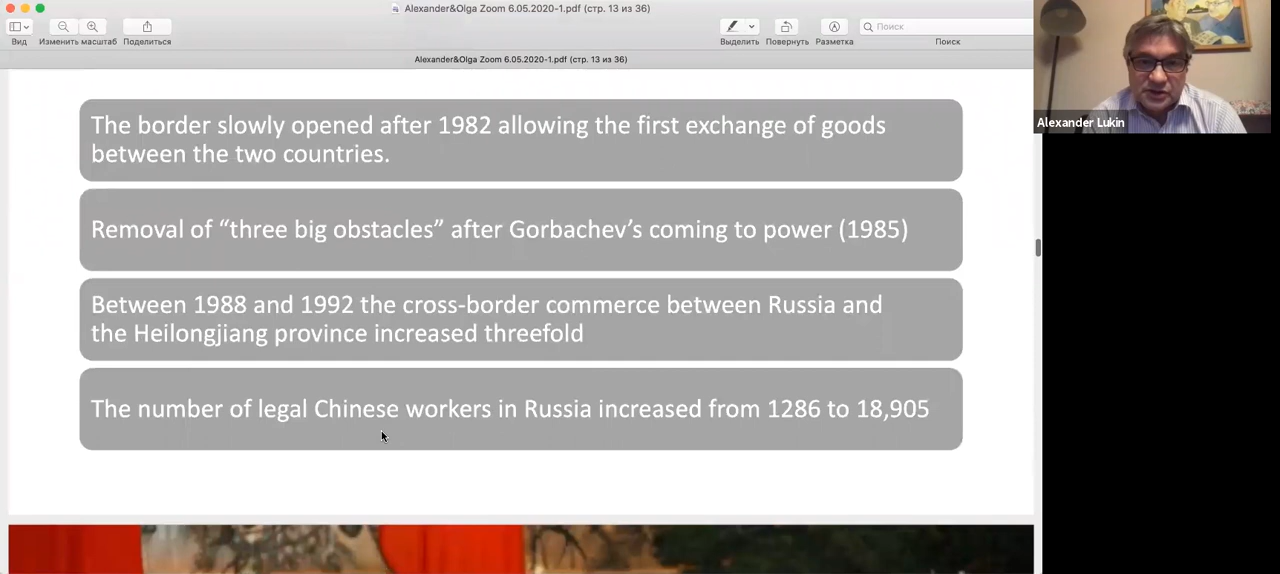 Alexander&Olga Zoom 6.05.2020-1.pdf (стр. 13 из 36)
Вид
Изменить масштаб
Поделиться
Выделить
Повернуть
Разметка
Поиск
Поиск
Alexander&Olga Zoom 6.05.2020-1.pdf (стр. 13 из 36)
The border slowly opened after 1982 allowing the first exchange of goods
between the two countries.
Removal of “three big obstacles” after Gorbachev’s coming to power (1985)
Between 1988 and 1992 the cross-border commerce between Russia and
the Heilongjiang province increased threefold
The number of legal Chinese workers in Russia increased from 1286 to 18,905
Alexander Lukin